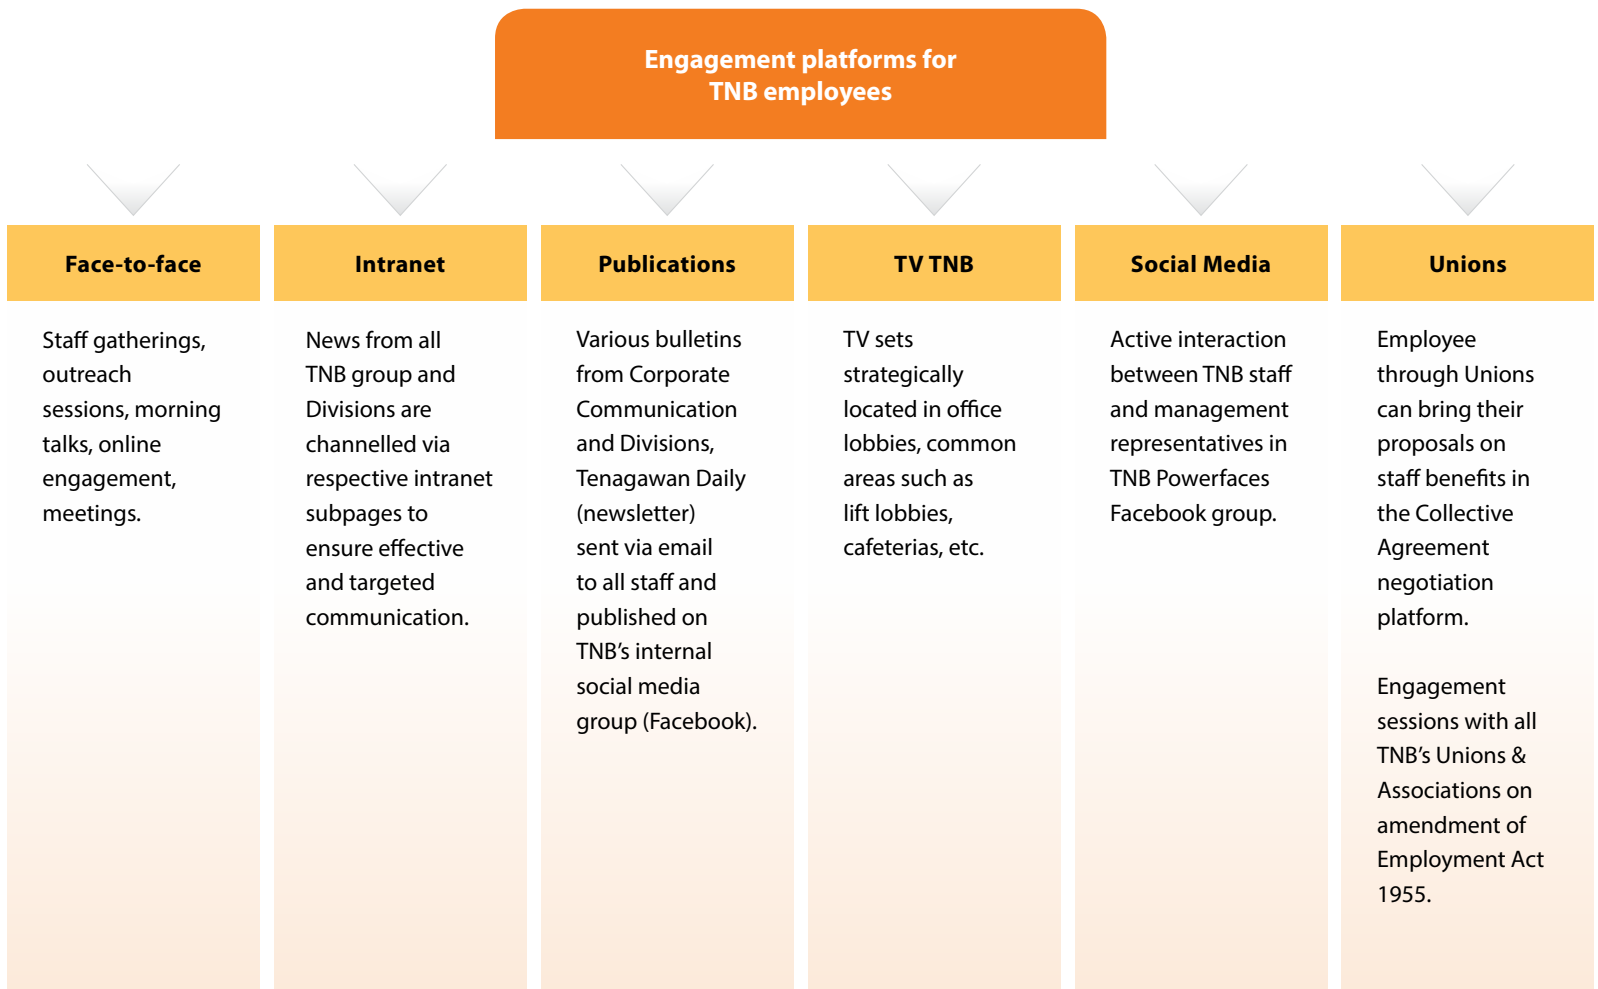 Engagement platforms for
TNB employees
Face-to-face
Staff gatherings,
outreach
sessions, morning
talks, online
engagement,
meetings.
Intranet
News from all
TNB group and
Divisions are
channelled via
respective intranet
subpages to
ensure effective
and targeted
communication.
Publications
Various bulletins
from Corporate
Communication
and Divisions,
Tenagawan Daily
(newsletter)
sent via email
to all staff and
published on
TNB’s internal
social media
group (Facebook).
TV TNB
TV sets
strategically
located in office
lobbies, common
areas such as
lift lobbies,
cafeterias, etc.
Social Media
Active interaction
between TNB staff
and management
representatives in
TNB Powerfaces
Facebook group.
Unions
Employee
through Unions
can bring their
proposals on
staff benefits in
the Collective
Agreement
negotiation
platform.
Engagement
sessions with all
TNB’s Unions &
Associations on
amendment of
Employment Act
1955.